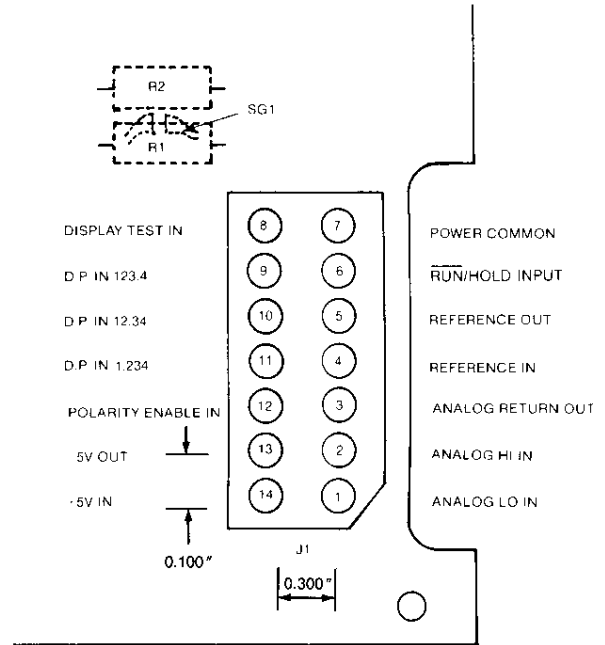 R2
SG1
R1
DISPLAY TEST IN 8 7 POWER COMMON
D.P IN 123.4 9 6 RUN/HOLD INPUT
D.P IN 12.34 10 5 REFERENCE OUT
D.P IN 1.234 11 4 REFERENCE IN
POLARITY ENABLE IN 12 3 ANALOG RETURN OUT
5V OUT 13 2 ANALOG HI IN
-5V IN 14 1 ANALOG LO IN
J1
0.100"
0.300"